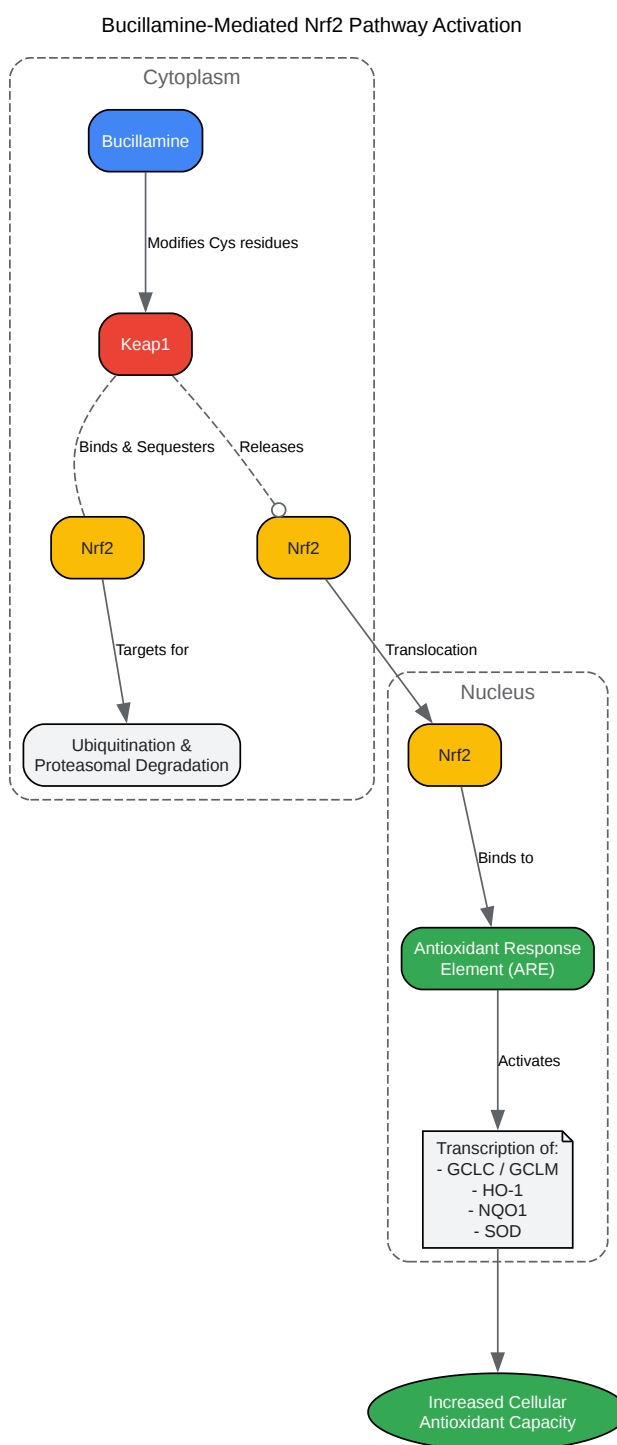 Bucillamine-Mediated Nrf2 Pathway Activation
Cytoplasm
Bucillamine
Modifies Cys residues
Keap1
Binds & Sequesters
Releases
Nrf2
Nrf2
Targets for
Translocation
Nucleus
Ubiquitination &
Proteasomal Degradation
Nrf2
Binds to
Antioxidant Response
Element (ARE)
Activates
Transcription of:
- GCLC / GCLM
- HO-1
- NQO1
- SOD
Increased Cellular
Antioxidant Capacity